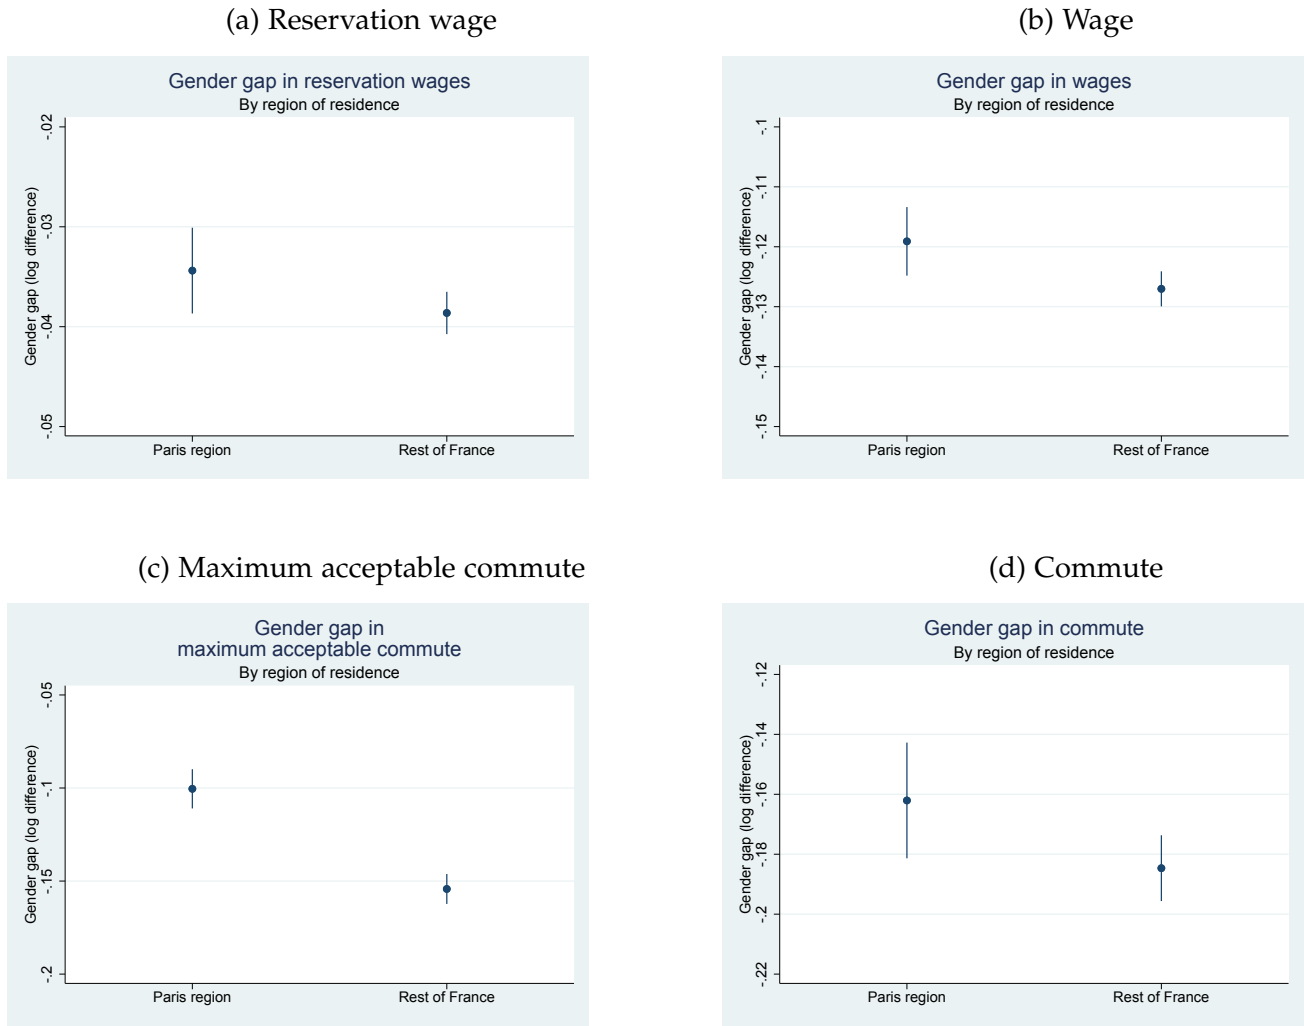 (a) Reservation wage
Gender gap in reservation wages
By region of residence
Gender gap (log difference)
-.02
-.03
-.04
-.05
Paris region
Rest of France
(b) Wage
Gender gap in wages
By region of residence
Gender gap (log difference)
-.1
-.11
-.12
-.13
-.14
-.15
Paris region
Rest of France
(c) Maximum acceptable commute
Gender gap in
maximum acceptable commute
By region of residence
Gender gap (log difference)
-.05
-.1
-.15
-.2
Paris region
Rest of France
(d) Commute
Gender gap in commute
By region of residence
Gender gap (log difference)
-.12
-.14
-.16
-.18
-.2
-.22
Paris region
Rest of France